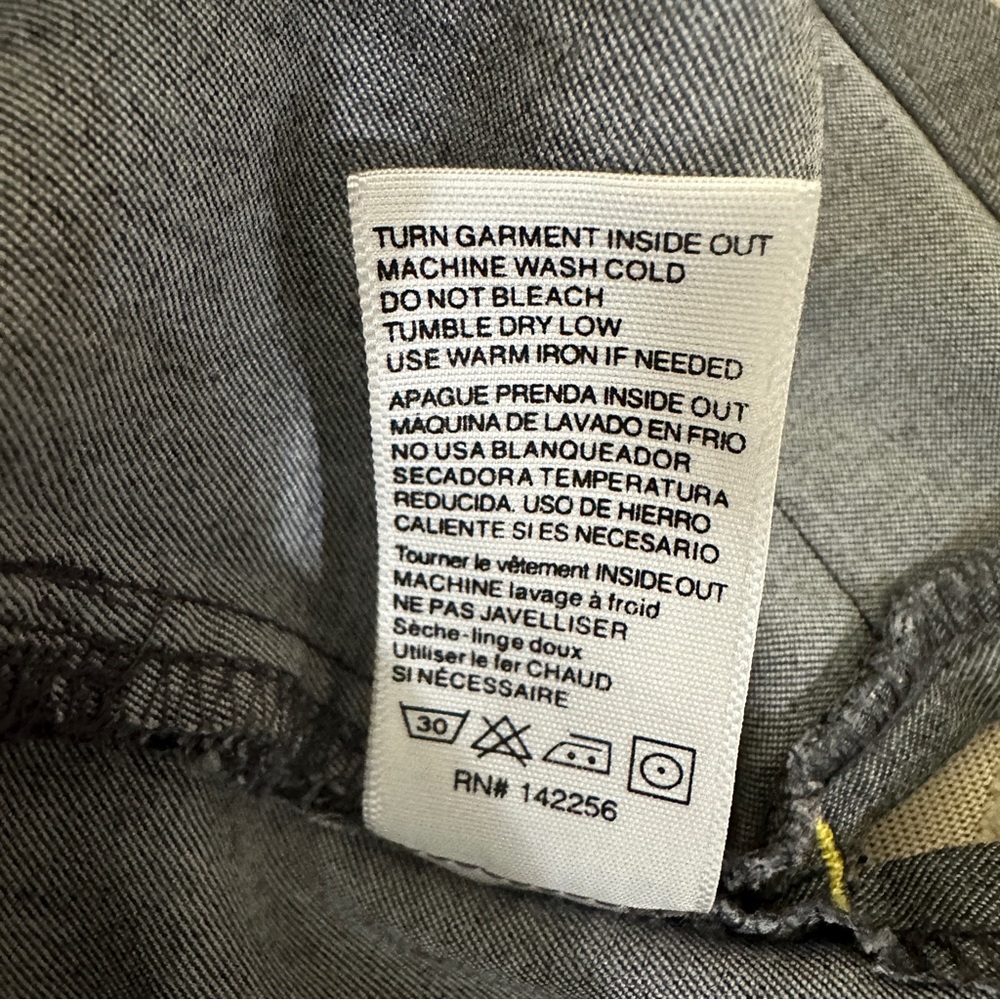 TURN GARMENT INSIDE OUT
MACHINE WASH COLD
DO NOT BLEACH
TUMBLE DRY LOW
USE WARM IRON IF NEEDED
APAGUE PRENDA INSIDE OUT
MÁQUINA DE LAVADO EN FRIO
NO USA BLANQUEADOR
SECADORA TEMPERATURA
REDUCIDA. USO DE HIERRO
CALIENTE SI ES NECESARIO
Tourner le vêtement INSIDE OUT
MACHINE lavage à froid
NE PAS JAVELLISER
Sèche-linge doux
Utiliser le fer CHAUD
SI NÉCESSAIRE
30
RN# 142256